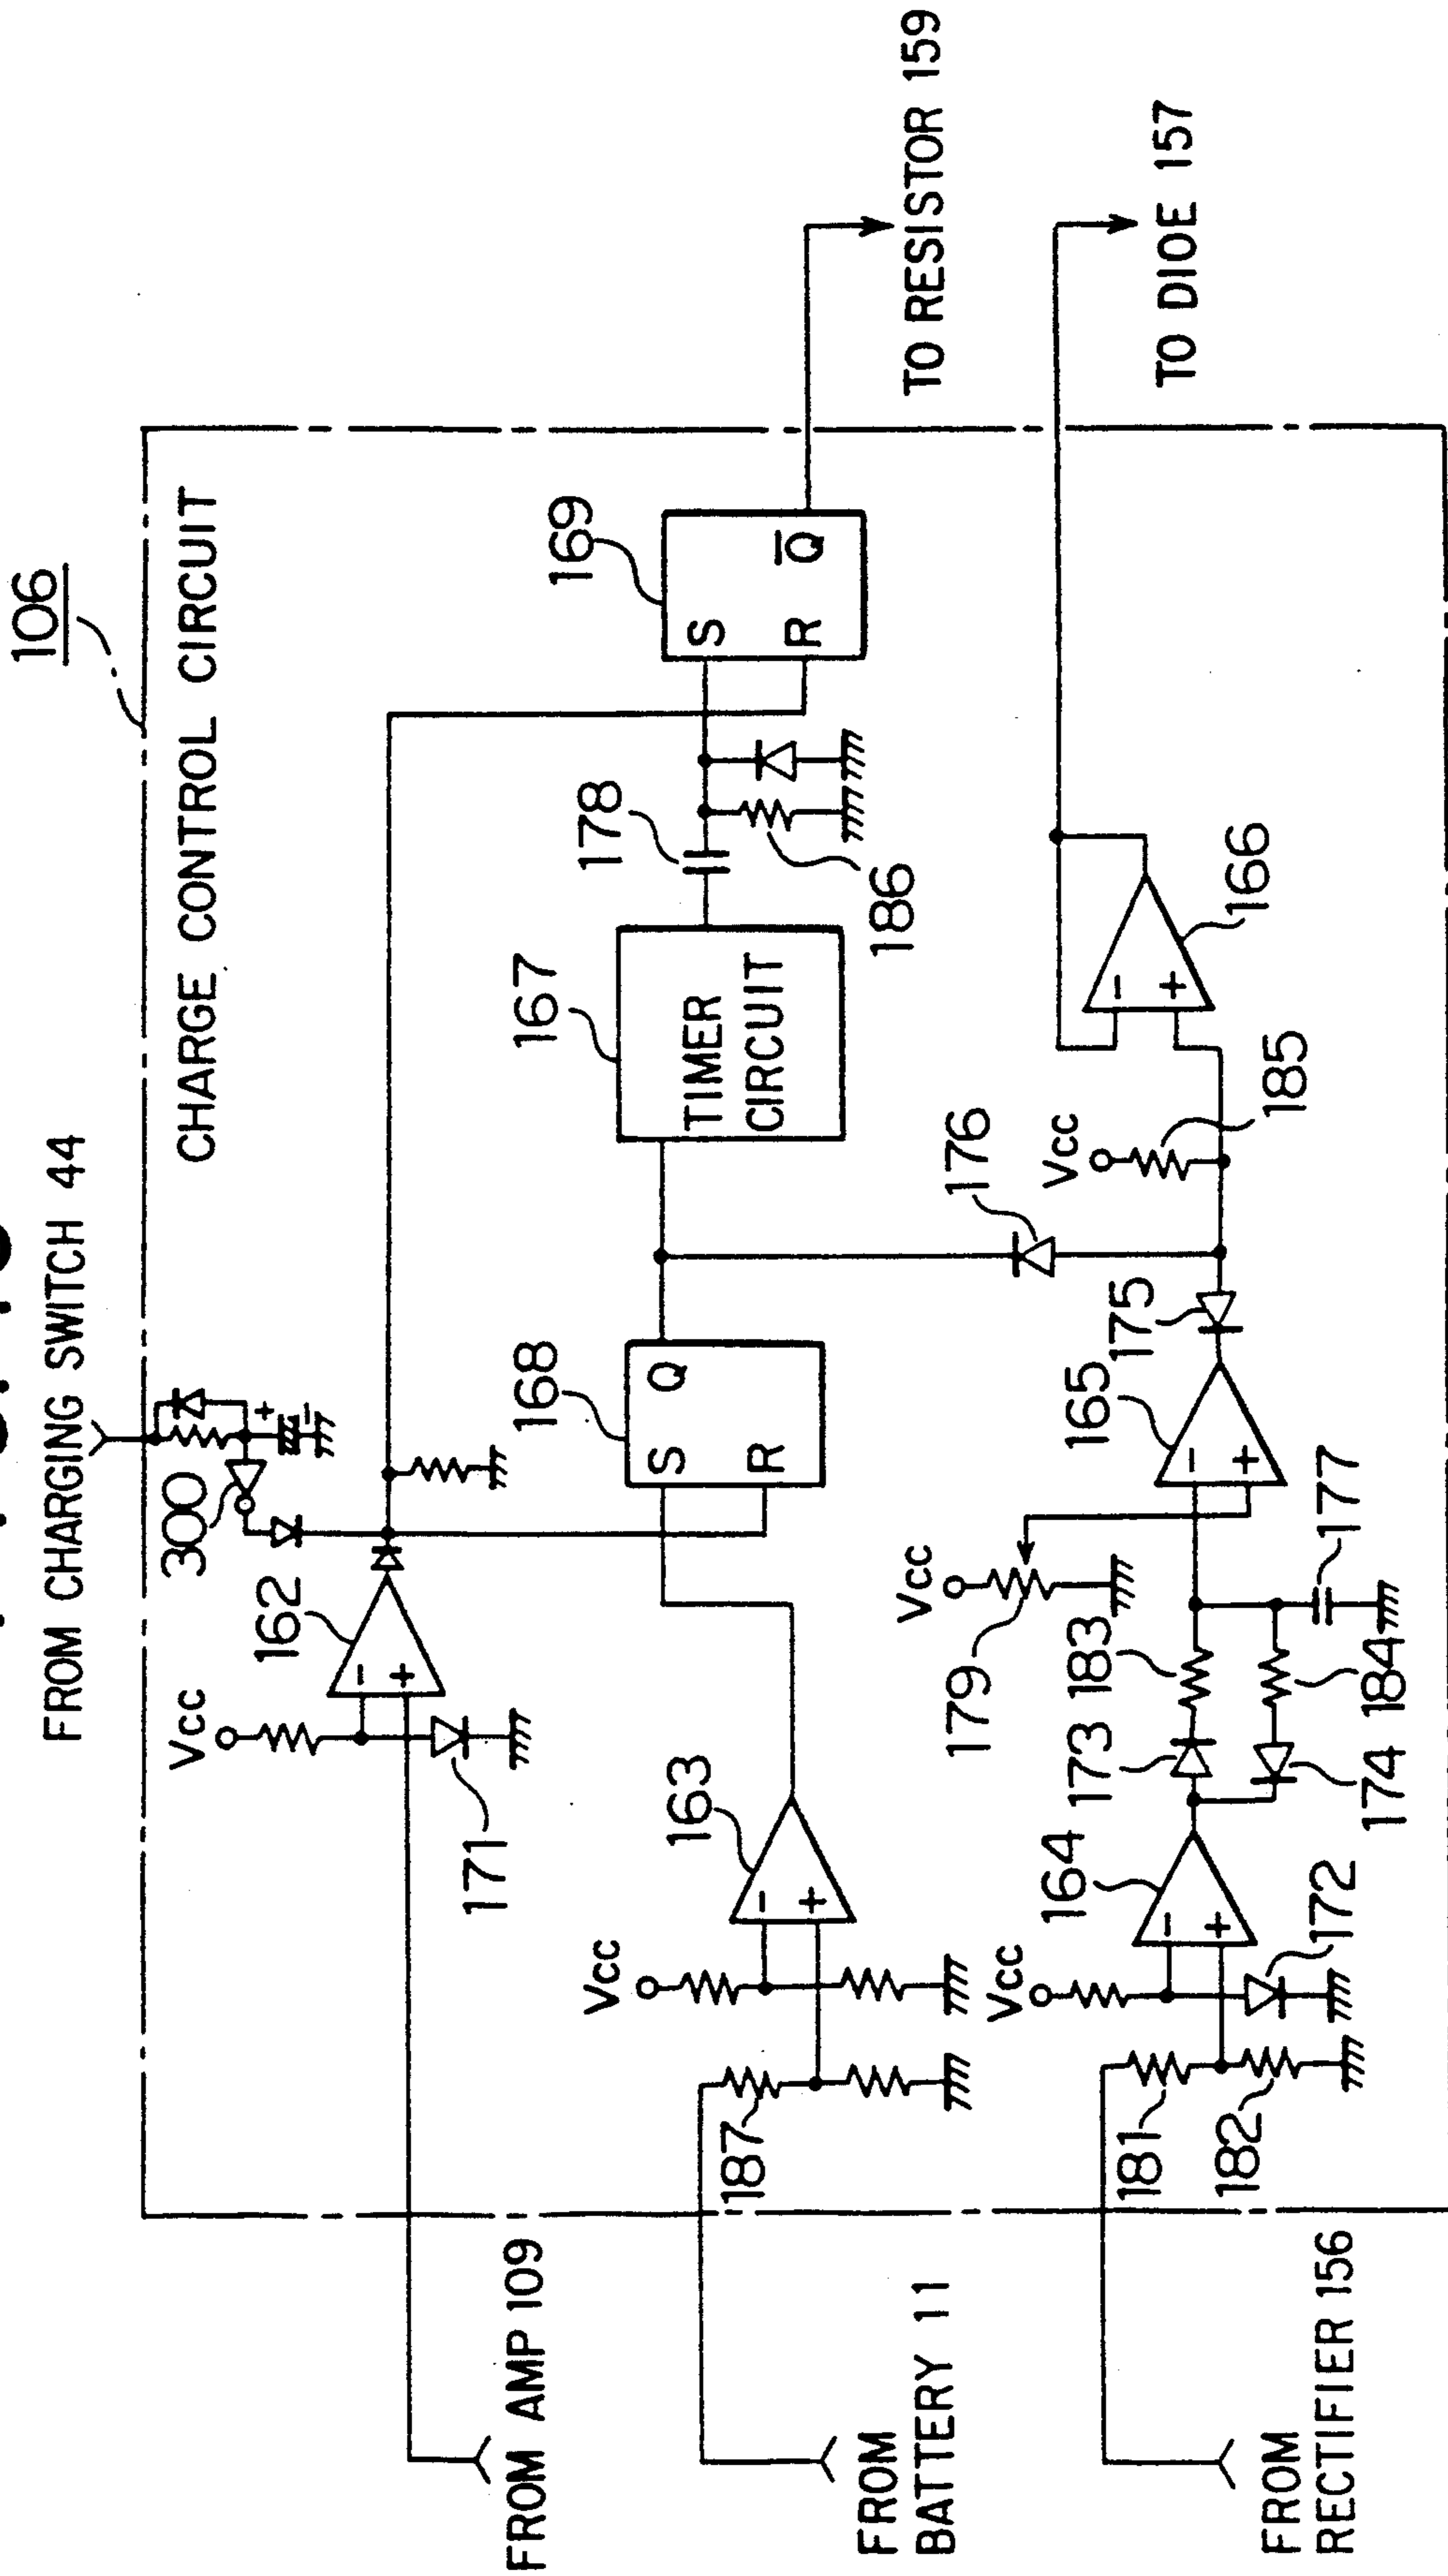 106
FROM CHARGING SWITCH 44
CHARGE CONTROL CIRCUIT
300
+
-
Vcc
162
-
+
171
FROM AMP 109
168
S
Q
R
167
TIMER
CIRCUIT
178
186
169
S
R
Q̅
TO RESISTOR 159
Vcc
163
-
+
187
FROM
BATTERY 11
176
Vcc
185
166
-
+
TO DIOE 157
Vcc
179
165
-
+
175
177
173
183
174
184
Vcc
164
-
+
172
181
182
FROM
RECTIFIER 156